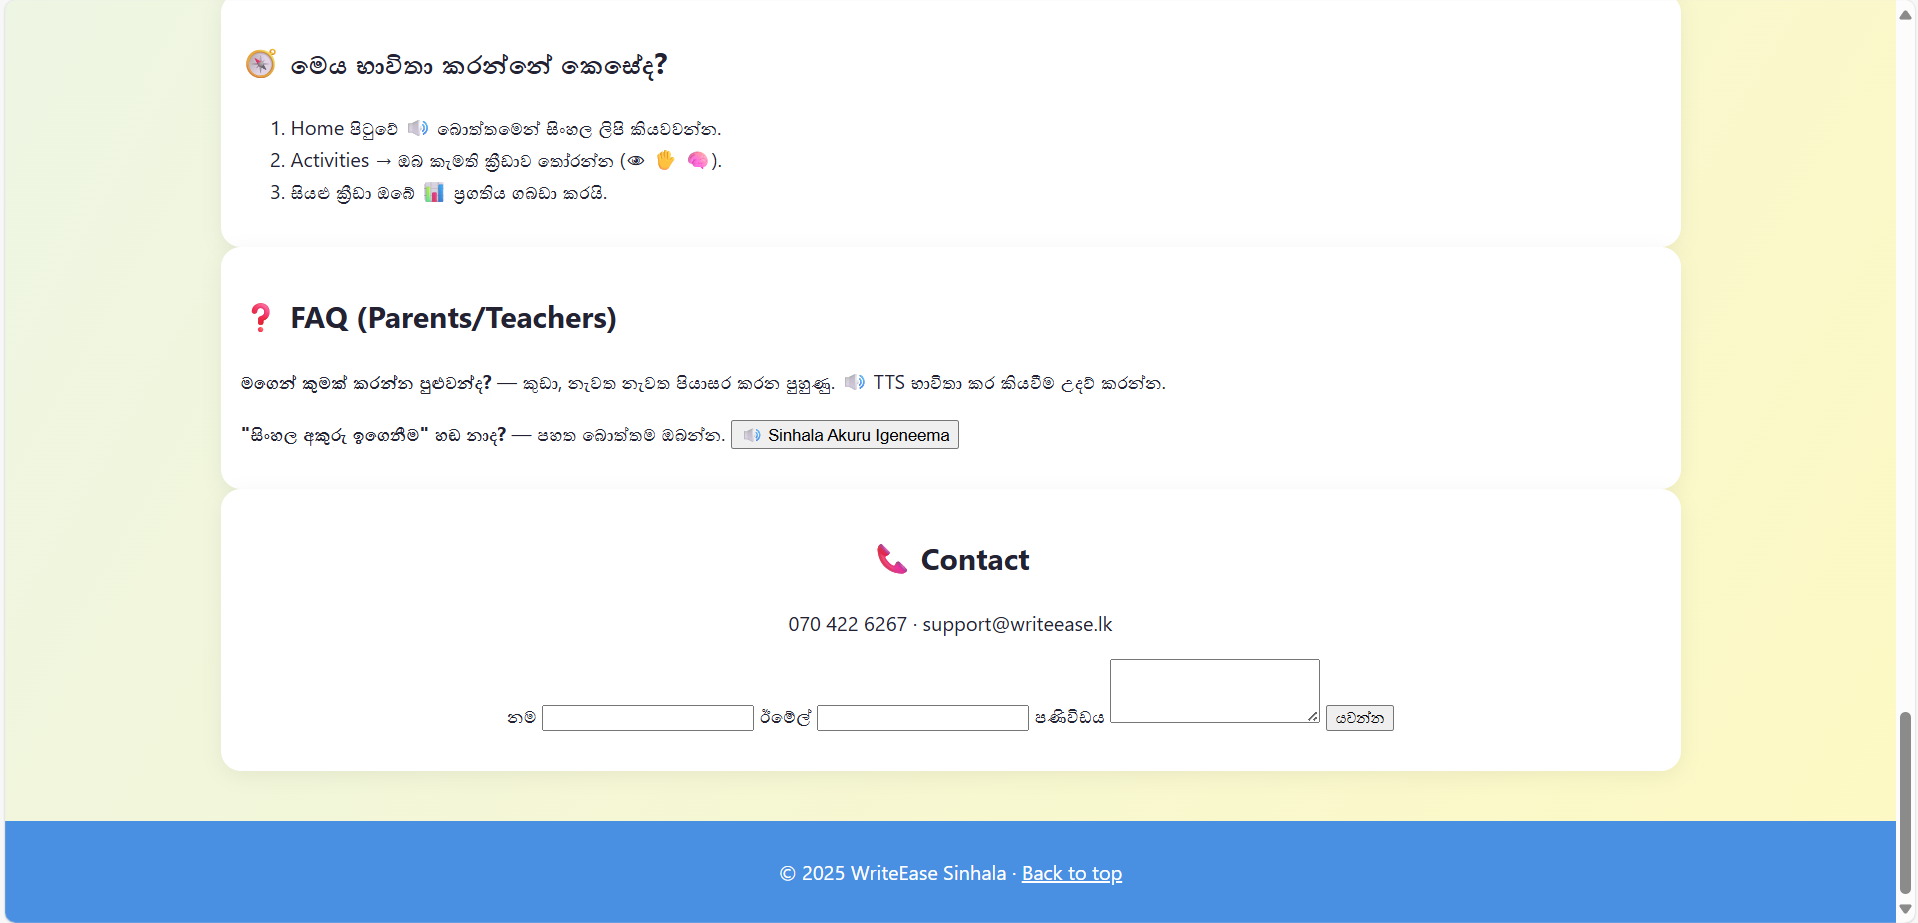 🧭 මෙය භාවිතා කරන්නේ කෙසේද?
1. Home පිටුවේ 🔊 බොත්තමෙන් සිංහල ලිපි කියවවන්න.
2. Activities → ඔබ කැමති ක්‍රීඩාව තෝරන්න (👁 ✋ 🧠).
3. සියළු ක්‍රීඩා ඔබේ 📊 ප්‍රගතිය ගබඩා කරයි.
❓ FAQ (Parents/Teachers)
මගෙන් කුමක් කරන්න පුළුවන්ද? — කුඩා, නැවත නැවත පියාසර කරන පුහුණු. 🔊 TTS භාවිතා කර කියවීම උදව් කරන්න.
"සිංහල අකුරු ඉගෙනීම" හඬ නාද? — පහත බොත්තම ඔබන්න. 🔊 Sinhala Akuru Igeneema
📞 Contact
070 422 6267 · support@writeease.lk
නම ඊමේල් පණිවිඩය යවන්න
© 2025 WriteEase Sinhala · Back to top